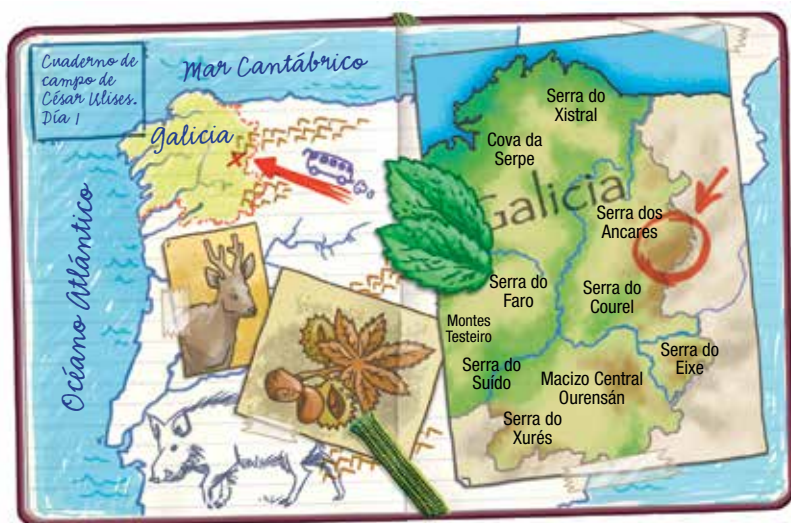 Cuaderno de
campo de
César Ulises.
Día 1
Mar Cantábrico
Galicia
Océano Atlántico
Galicia
Serra do
Xistral
Cova da
Serpe
Serra dos
Ancares
Serra do
Faro
Serra do
Courel
Montes
Testeiro
Serra do
Suído
Macizo Central
Ourensán
Serra do
Eixe
Serra do
Xurés